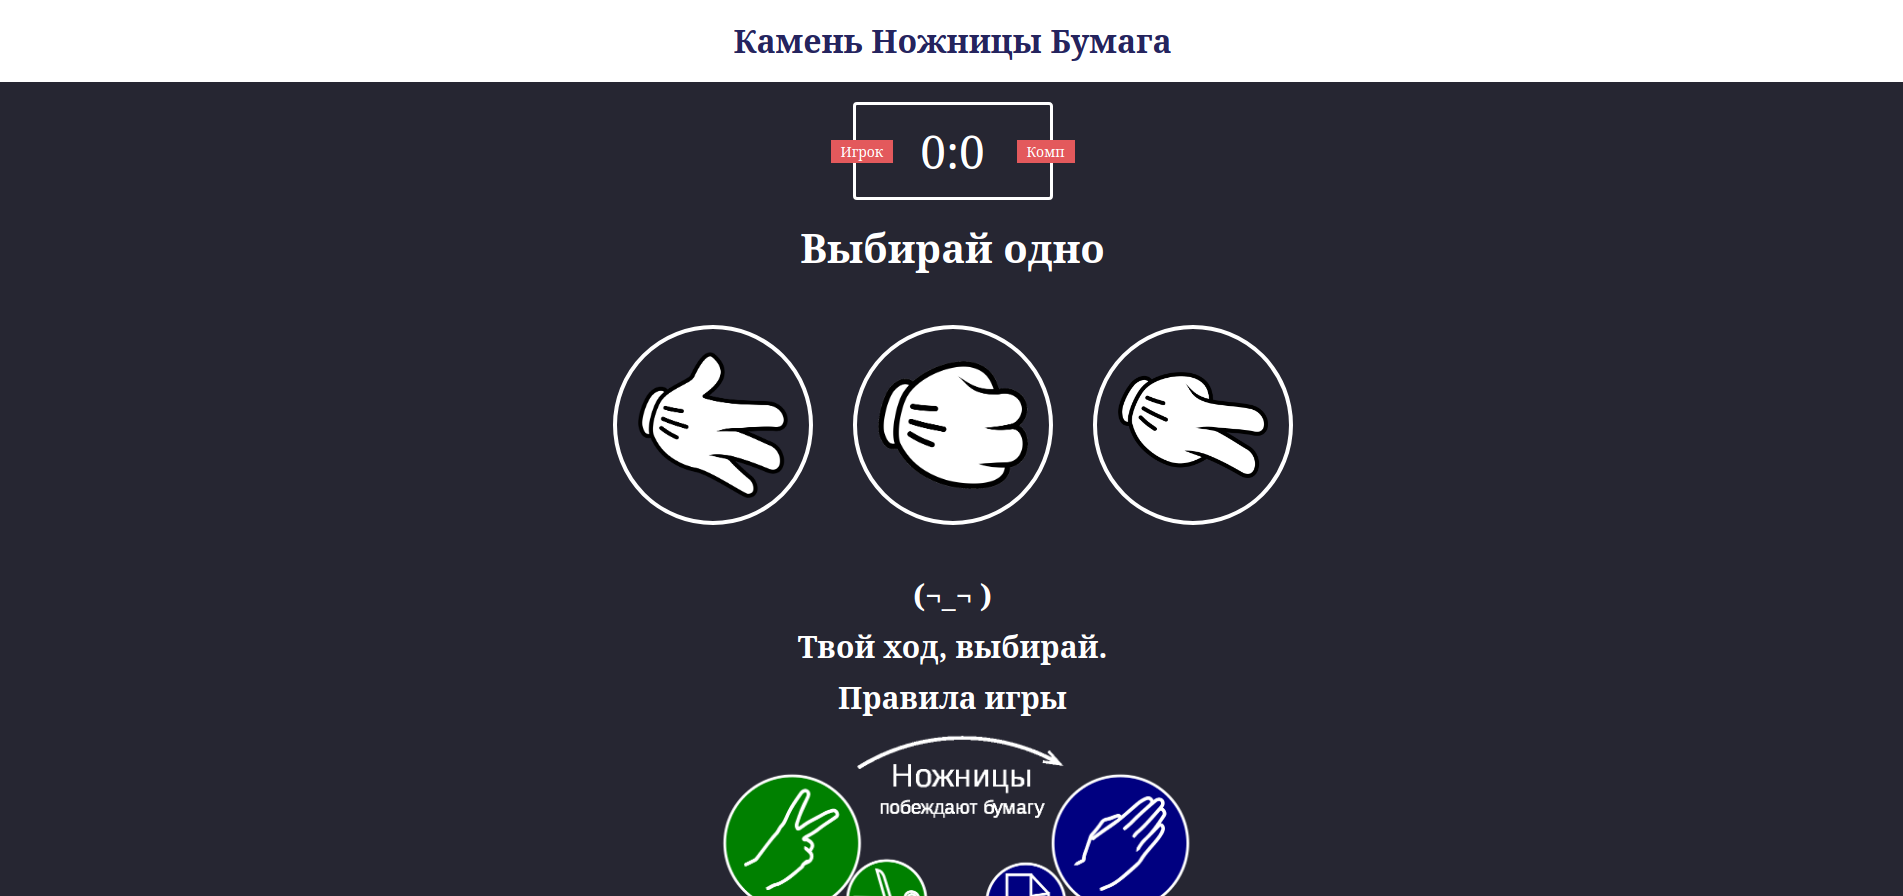 Камень Ножницы Бумага
Игрок 0:0 Комп
Выбирай одно
(¬_¬ )
Твой ход, выбирай.
Правила игры
Ножницы
побеждают бумагу